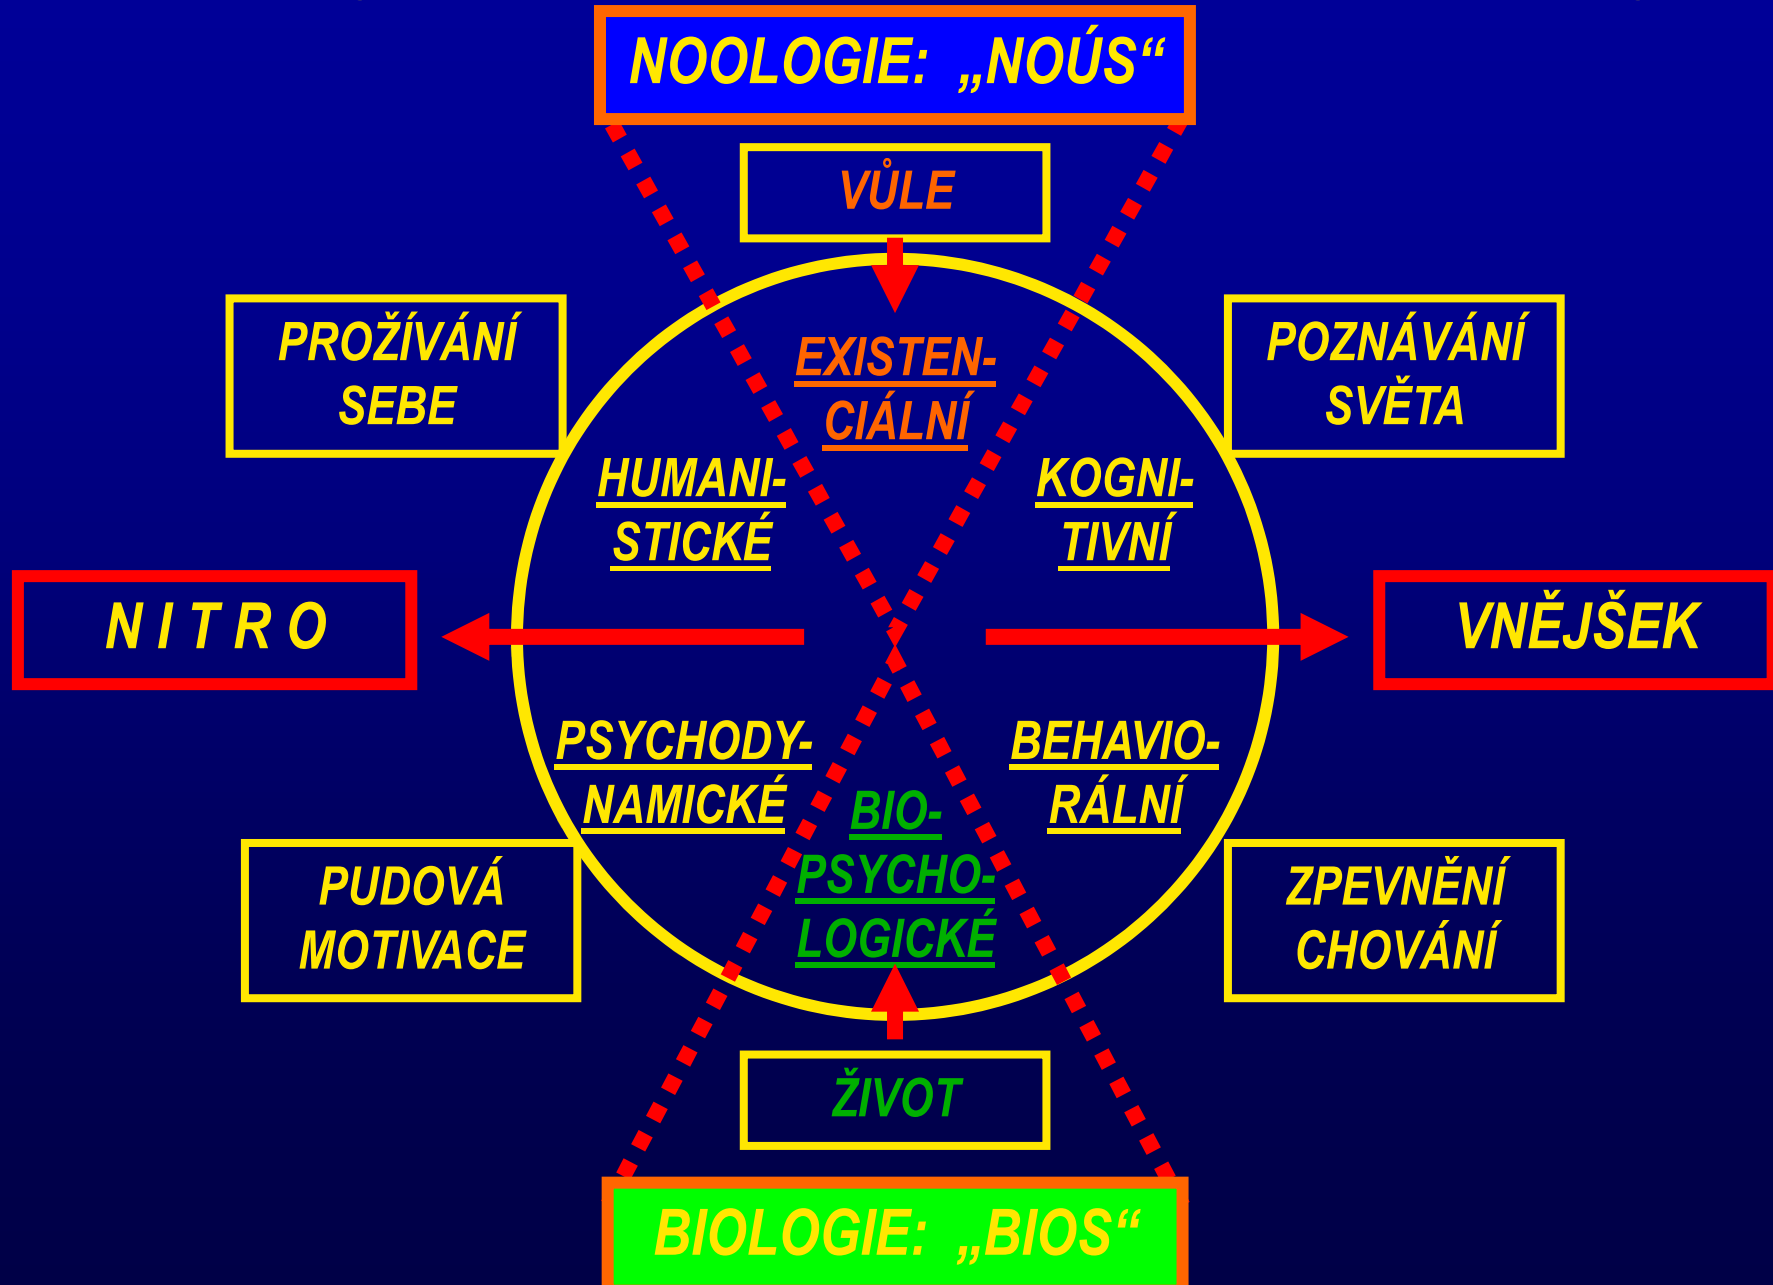 NOOLOGIE: „NOÚS“
VŮLE
PROŽÍVÁNÍ
SEBE
POZNÁVÁNÍ
SVĚTA
EXISTEN-
CIÁLNÍ
HUMANI-
STICKÉ
KOGNI-
TIVNÍ
N I T R O
VNĚJŠEK
PSYCHODY-
NAMICKÉ
BEHAVIO-
RÁLNÍ
BIO-
PSYCHO-
LOGICKÉ
PUDOVÁ
MOTIVACE
ZPEVNĚNÍ
CHOVÁNÍ
ŽIVOT
BIOLOGIE: „BIOS“